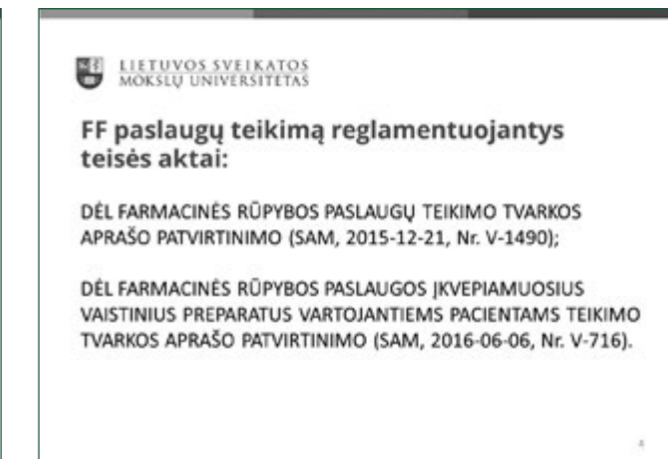 LIETUVOS SVEIKATOS
MOKSLŲ UNIVERSITETAS
FF paslaugų teikimą reglamentuojantys
teisės aktai:
DĖL FARMACINĖS RŪPYBOS PASLAUGŲ TEIKIMO TVARKOS
APRAŠO PATVIRTINIMO (SAM, 2015-12-21, Nr. V-1490);
DĖL FARMACINĖS RŪPYBOS PASLAUGOS ĮKVEPIAMUOSIUS
VAISTINIUS PREPARATUS VARTOJANTIEMS PACIENTAMS TEIKIMO
TVARKOS APRAŠO PATVIRTINIMO (SAM, 2016-06-06, Nr. V-716).
4